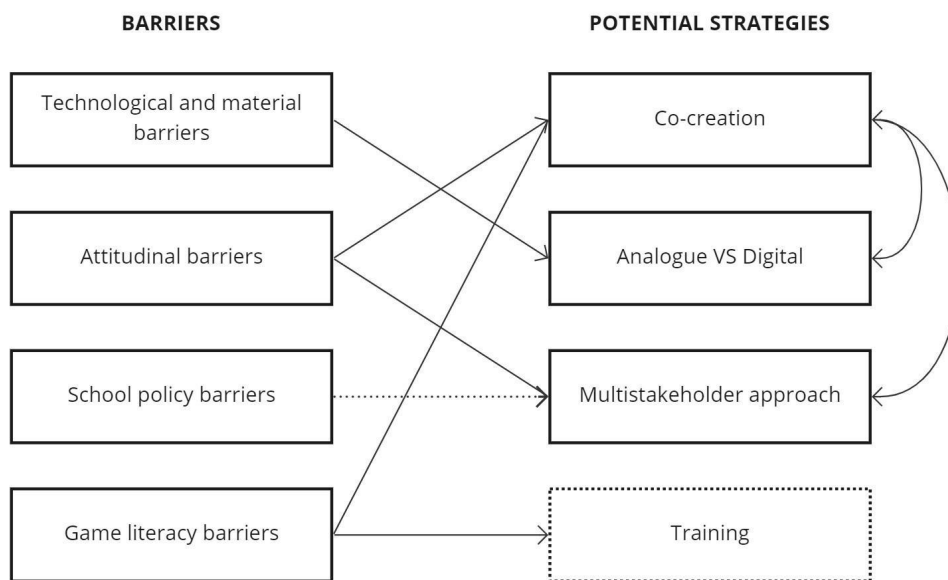 BARRIERS
POTENTIAL STRATEGIES
Technological and material
barriers
Co-creation
Attitudinal barriers
Analogue VS Digital
School policy barriers
Multistakeholder approach
Game literacy barriers
Training